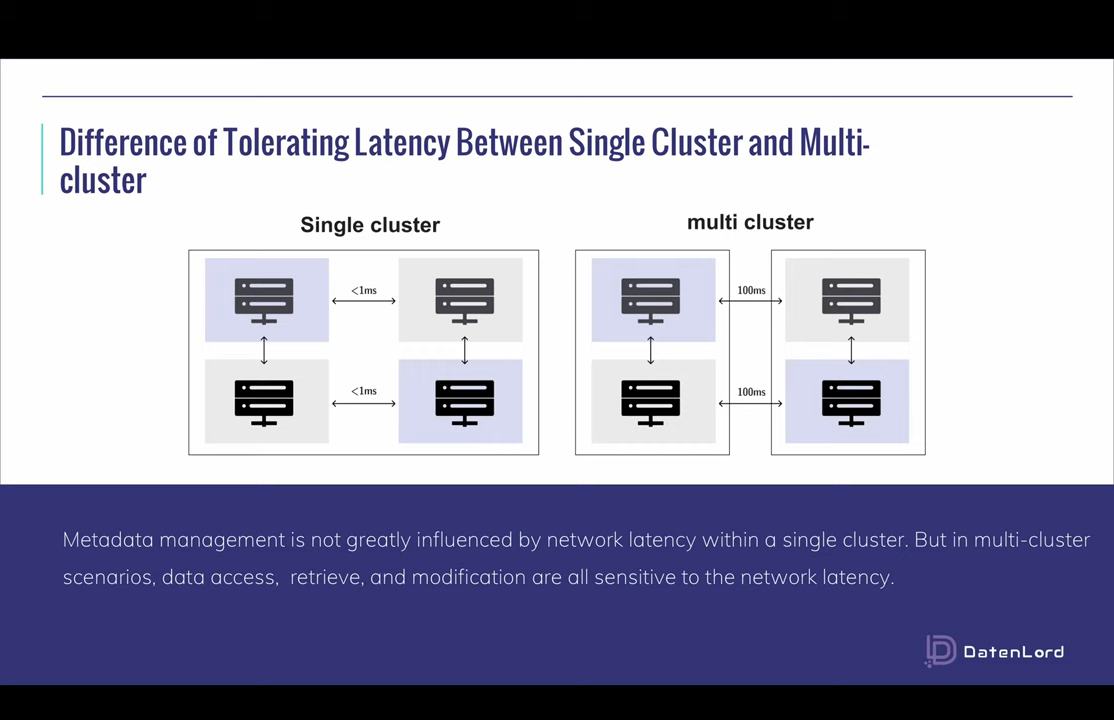 Difference of Tolerating Latency Between Single Cluster and Multi-
cluster
Single cluster
multi cluster
<1ms
100ms
<1ms
100ms
Metadata management is not greatly influenced by network latency within a single cluster. But in multi-cluster
scenarios, data access, retrieve, and modification are all sensitive to the network latency.
DatenLord